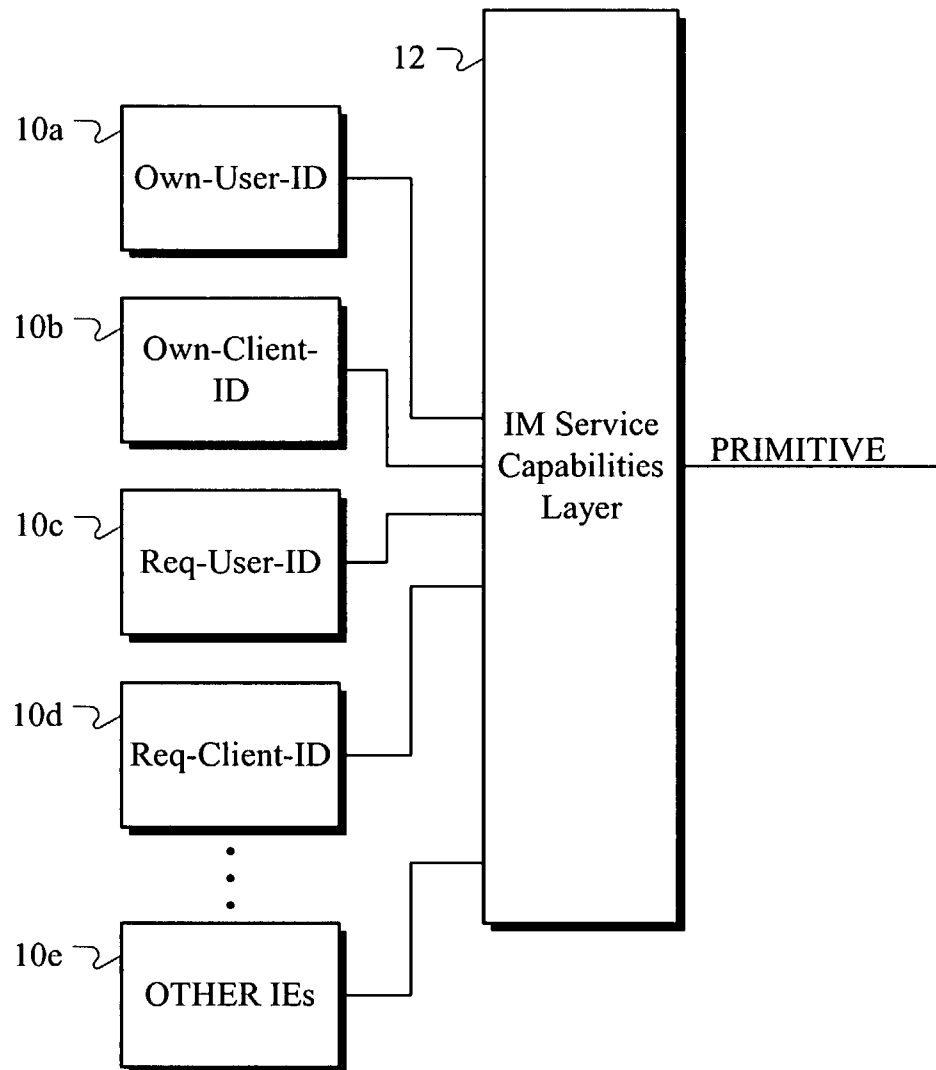 12
10a
Own-User-ID
10b
Own-Client-
ID
10c
Req-User-ID
10d
Req-Client-ID
10e
OTHER IEs
IM Service
Capabilities
Layer
PRIMITIVE